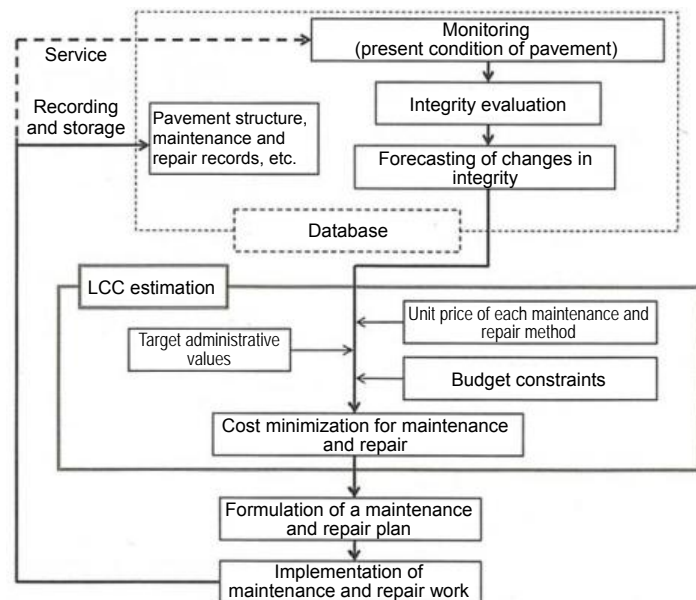 Monitoring
(present condition of pavement)
Service
Recording
and storage
Pavement structure,
maintenance and
repair records, etc.
Integrity evaluation
Forecasting of changes in
integrity
Database
LCC estimation
Unit price of each maintenance and
repair method
Target administrative
values
Budget constraints
Cost minimization for maintenance
and repair
Formulation of a maintenance
and repair plan
Implementation of
maintenance and repair work